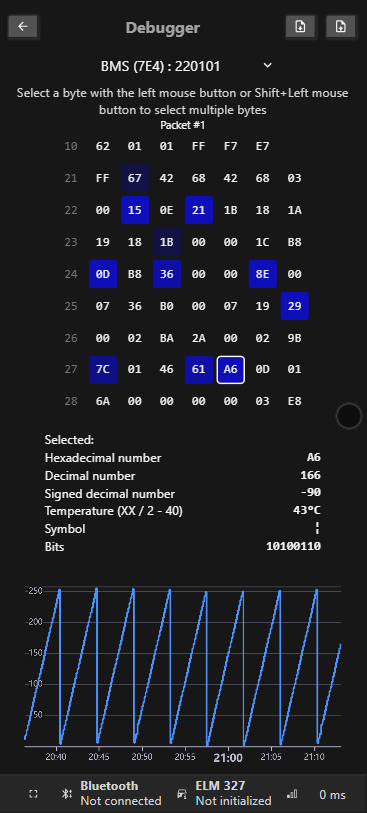 Debugger
BMS (7E4) : 220101
Select a byte with the left mouse button or Shift+Left mouse
button to select multiple bytes
Packet #1
10 62 01 01 FF F7 E7
21 FF 67 42 68 42 68 03
22 00 15 0E 21 1B 18 1A
23 19 18 1B 00 00 1C B8
24 0D B8 36 00 00 8E 00
25 07 36 B0 00 07 19 29
26 00 02 BA 2A 00 02 9B
27 7C 01 46 61 A6 0D 01
28 6A 00 00 00 00 03 E8
Selected:
Hexadecimal number A6
Decimal number 166
Signed decimal number -90
Temperature (XX / 2 - 40) 43°C
Symbol ¦
Bits 10100110
250
200
150
100
50
20:40 20:45 20:50 20:55 21:00 21:05 21:10
Bluetooth
Not connected
ELM 327
Not initialized
0 ms